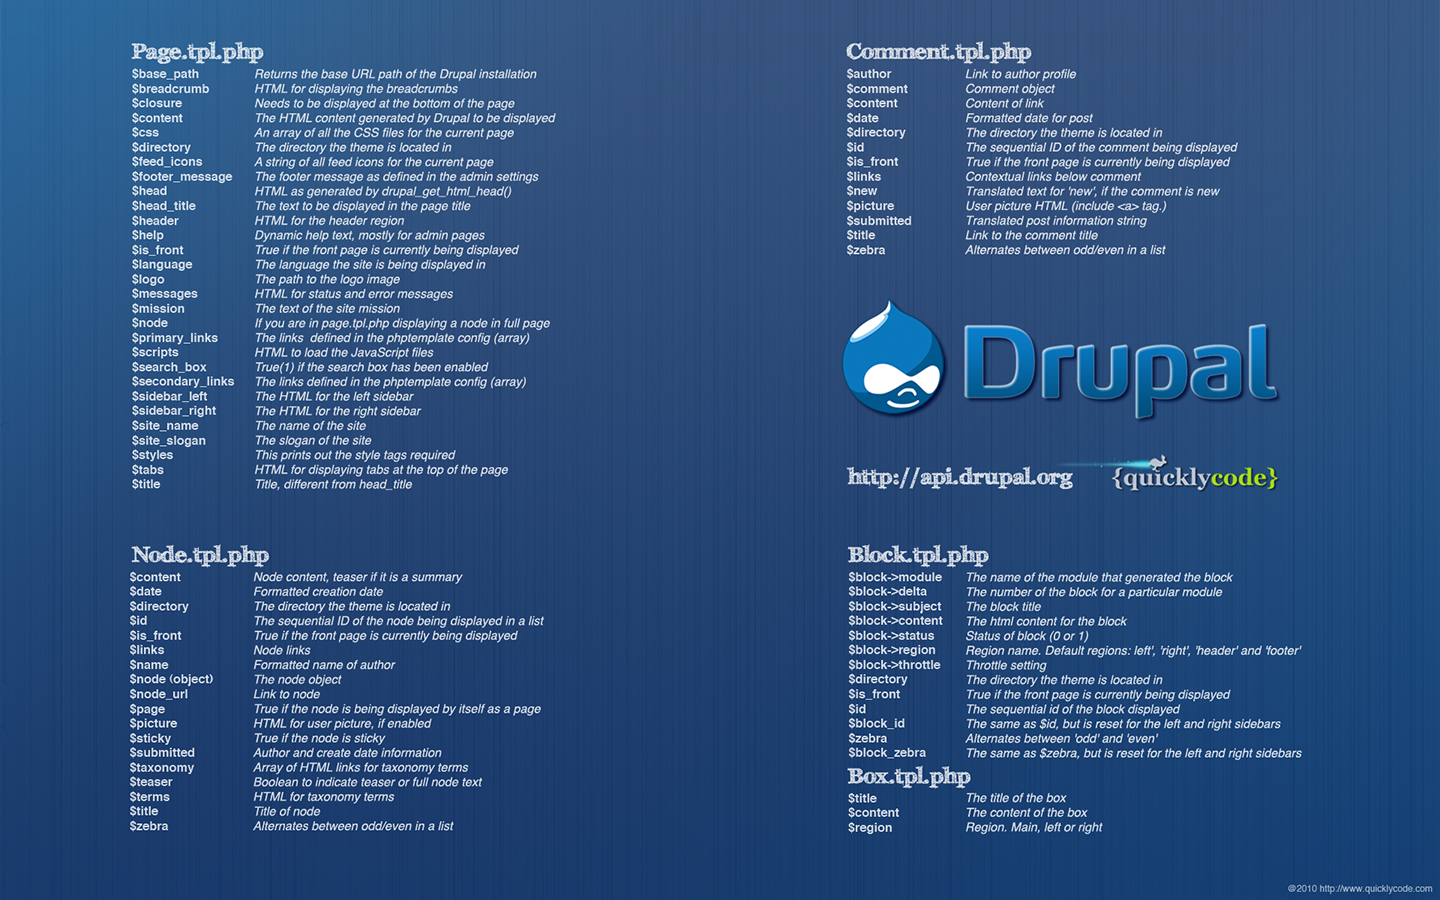 Page.tpl.php
$base_path Returns the base URL path of the Drupal installation
$breadcrumb HTML for displaying the breadcrumbs
$closure Needs to be displayed at the bottom of the page
$content The HTML content generated by Drupal to be displayed
$css An array of all the CSS files for the current page
$directory The directory the theme is located in
$feed_icons A string of all feed icons for the current page
$footer_message The footer message as defined in the admin settings
$head HTML as generated by drupal_get_html_head()
$head_title The text to be displayed in the page title
$header HTML for the header region
$help Dynamic help text, mostly for admin pages
$is_front True if the front page is currently being displayed
$language The language the site is being displayed in
$logo The path to the logo image
$messages HTML for status and error messages
$mission The text of the site mission
$node If you are in page.tpl.php displaying a node in full page
$primary_links The links defined in the phptemplate config (array)
$scripts HTML to load the JavaScript files
$search_box True(1) if the search box has been enabled
$secondary_links The links defined in the phptemplate config (array)
$sidebar_left The HTML for the left sidebar
$sidebar_right The HTML for the right sidebar
$site_name The name of the site
$site_slogan The slogan of the site
$styles This prints out the style tags required
$tabs HTML for displaying tabs at the top of the page
$title Title, different from head_title
Node.tpl.php
$content Node content, teaser if it is a summary
$date Formatted creation date
$directory The directory the theme is located in
$id The sequential ID of the node being displayed in a list
$is_front True if the front page is currently being displayed
$links Node links
$name Formatted name of author
$node (object) The node object
$node_url Link to node
$page True if the node is being displayed by itself as a page
$picture HTML for user picture, if enabled
$sticky True if the node is sticky
$submitted Author and create date information
$taxonomy Array of HTML links for taxonomy terms
$teaser Boolean to indicate teaser or full node text
$terms HTML for taxonomy terms
$title Title of node
$zebra Alternates between odd/even in a list
Comment.tpl.php
$author Link to author profile
$comment Comment object
$content Content of link
$date Formatted date for post
$directory The directory the theme is located in
$id The sequential ID of the comment being displayed
$is_front True if the front page is currently being displayed
$links Contextual links below comment
$new Translated text for 'new', if the comment is new
$picture User picture HTML (include <a> tag.)
$submitted Translated post information string
$title Link to the comment title
$zebra Alternates between odd/even in a list
Drupal
http://api.drupal.org {quicklycode}
Block.tpl.php
$block->module The name of the module that generated the block
$block->delta The number of the block for a particular module
$block->subject The block title
$block->content The html content for the block
$block->status Status of block (0 or 1)
$block->region Region name. Default regions: left', 'right', 'header' and 'footer'
$block->throttle Throttle setting
$directory The directory the theme is located in
$is_front True if the front page is currently being displayed
$id The sequential id of the block displayed
$block_id The same as $id, but is reset for the left and right sidebars
$zebra Alternates between 'odd' and 'even'
$block_zebra The same as $zebra, but is reset for the left and right sidebars
Box.tpl.php
$title The title of the box
$content The content of the box
$region Region. Main, left or right
@2010 http://www.quicklycode.com